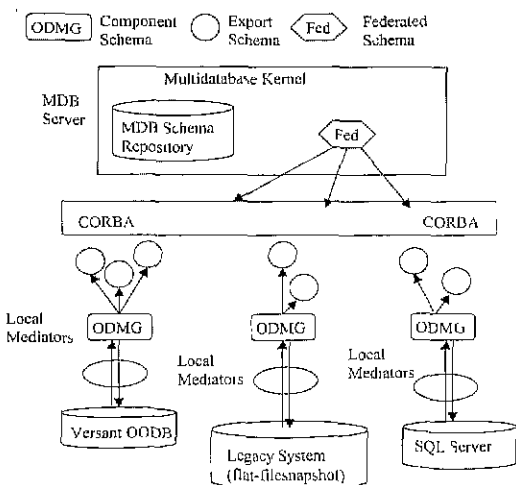 ODMG Component Schema
Export Schema
Fed Federated Schema
Multidatabase Kernel
MDB Server
MDB Schema Repository
Fed
CORBA CORBA
Local Mediators
ODMG
Local Mediators
ODMG
Local Mediators
ODMG
Versant OODB
Legacy System
(flat-filesnapshot)
SQL Server